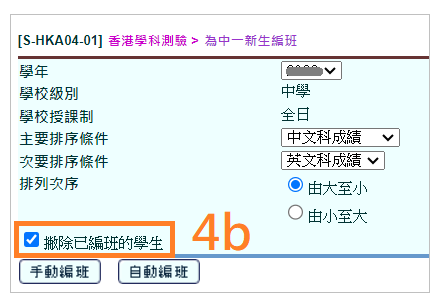 [S-HKA04-01] 香港學科測驗 > 為中一新生編班
學年
學校級別 中學
學校授課制 全日
主要排序條件 中文科成績
次要排序條件 英文科成績
排列次序 由大至小
由小至大
撇除已編班的學生 4b
手動編班 自動編班